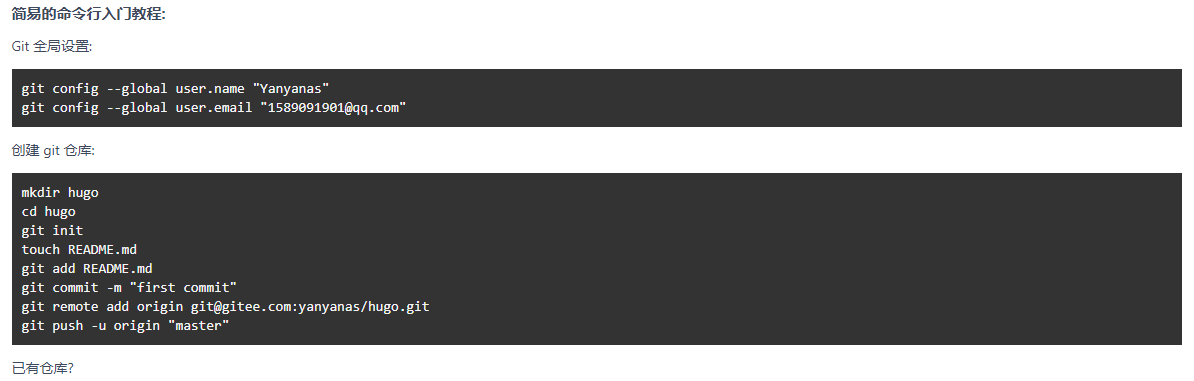 简易的命令行入门教程:
Git 全局设置:
git config --global user.name "Yanyanas"
git config --global user.email "1589091901@qq.com"
创建 git 仓库:
mkdir hugo
cd hugo
git init
touch README.md
git add README.md
git commit -m "first commit"
git remote add origin git@gitee.com:yanyanas/hugo.git
git push -u origin "master"
已有仓库?